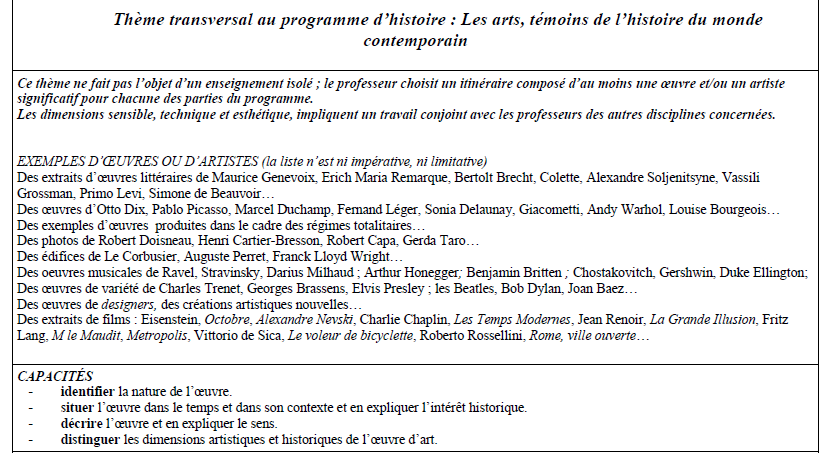 Thème transversal au programme d'histoire : Les arts, témoins de l'histoire du monde
contemporain
Ce thème ne fait pas l'objet d'un enseignement isolé ; le professeur choisit un itinéraire composé d'au moins une œuvre et/ou un artiste
significatif pour chacune des parties du programme.
Les dimensions sensible, technique et esthétique, impliquent un travail conjoint avec les professeurs des autres disciplines concernées.
EXEMPLES D'ŒUVRES OU D'ARTISTES (la liste n'est ni impérative, ni limitative)
Des extraits d'œuvres littéraires de Maurice Genevoix, Erich Maria Remarque, Bertolt Brecht, Colette, Alexandre Soljenitsyne, Vassili
Grossman, Primo Levi, Simone de Beauvoir…
Des œuvres d'Otto Dix, Pablo Picasso, Marcel Duchamp, Fernand Léger, Sonia Delaunay, Giacometti, Andy Warhol, Louise Bourgeois…
Des exemples d'œuvres produites dans le cadre des régimes totalitaires…
Des photos de Robert Doisneau, Henri Cartier-Bresson, Robert Capa, Gerda Taro…
Des édifices de Le Corbusier, Auguste Perret, Franck Lloyd Wright…
Des oeuvres musicales de Ravel, Stravinsky, Darius Milhaud ; Arthur Honegger ; Benjamin Britten ; Chostakovitch, Gershwin, Duke Ellington;
Des œuvres de variété de Charles Trenet, Georges Brassens, Elvis Presley ; les Beatles, Bob Dylan, Joan Baez…
Des œuvres de designers, des créations artistiques nouvelles…
Des extraits de films : Eisenstein, Octobre, Alexandre Nevski, Charlie Chaplin, Les Temps Modernes, Jean Renoir, La Grande Illusion, Fritz
Lang, M le Maudit, Metropolis, Vittorio de Sica, Le voleur de bicyclette, Roberto Rossellini, Rome, ville ouverte…
CAPACITÉS
- identifier la nature de l'œuvre.
- situer l'œuvre dans le temps et dans son contexte et en expliquer l'intérêt historique.
- décrire l'œuvre et en expliquer le sens.
- distinguer les dimensions artistiques et historiques de l'œuvre d'art.